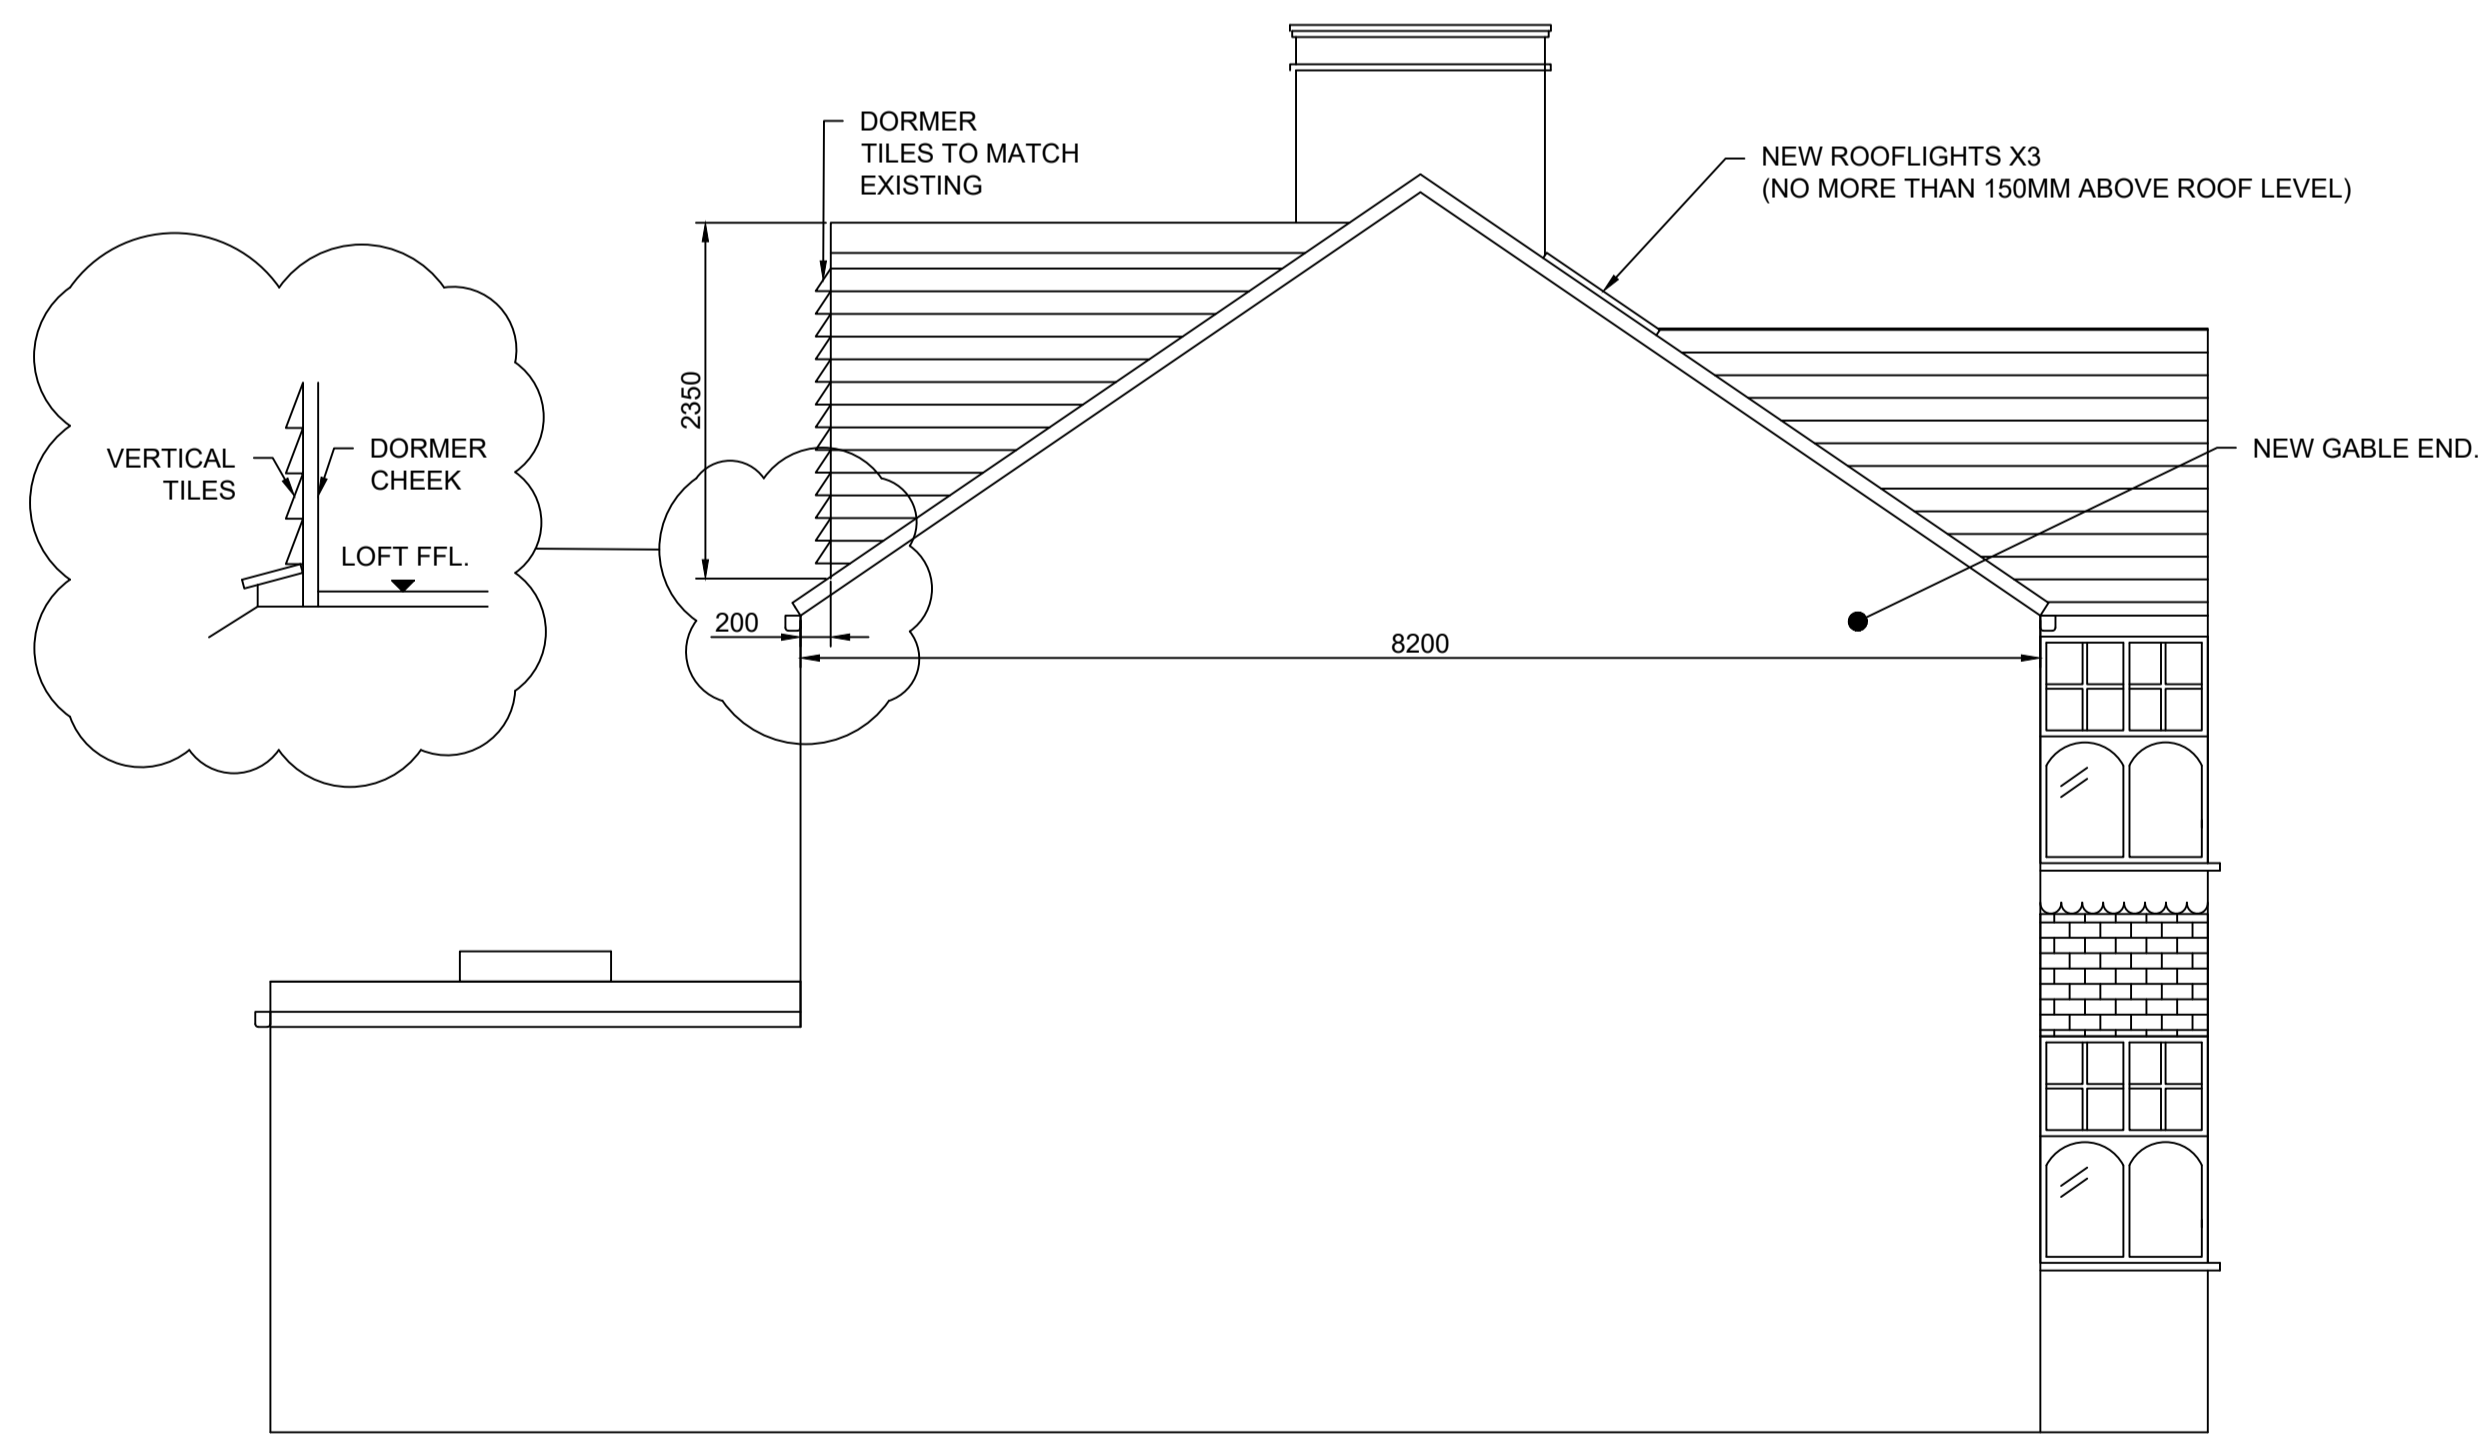 DORMER
TILES TO MATCH
EXISTING
NEW ROOFLIGHTS X3
(NO MORE THAN 150MM ABOVE ROOF LEVEL)
2350
VERTICAL
TILES
DORMER
CHEEK
LOFT FFL.
NEW GABLE END.
200
8200